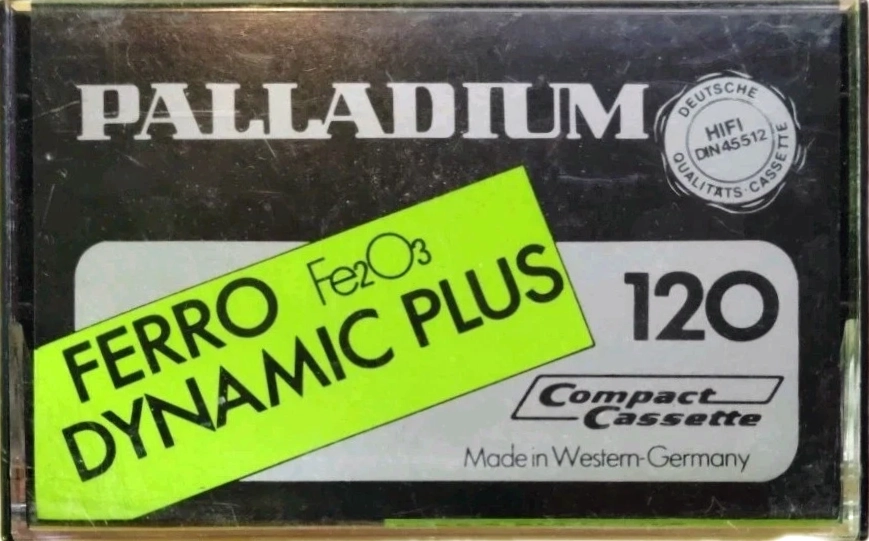 PALLADIUM
DEUTSCHE
HIFI
DIN 45512
QUALITÄTS-CASSETTE
FERRO Fe₂O₃
DYNAMIC PLUS
120
Compact
Cassette
Made in Western-Germany